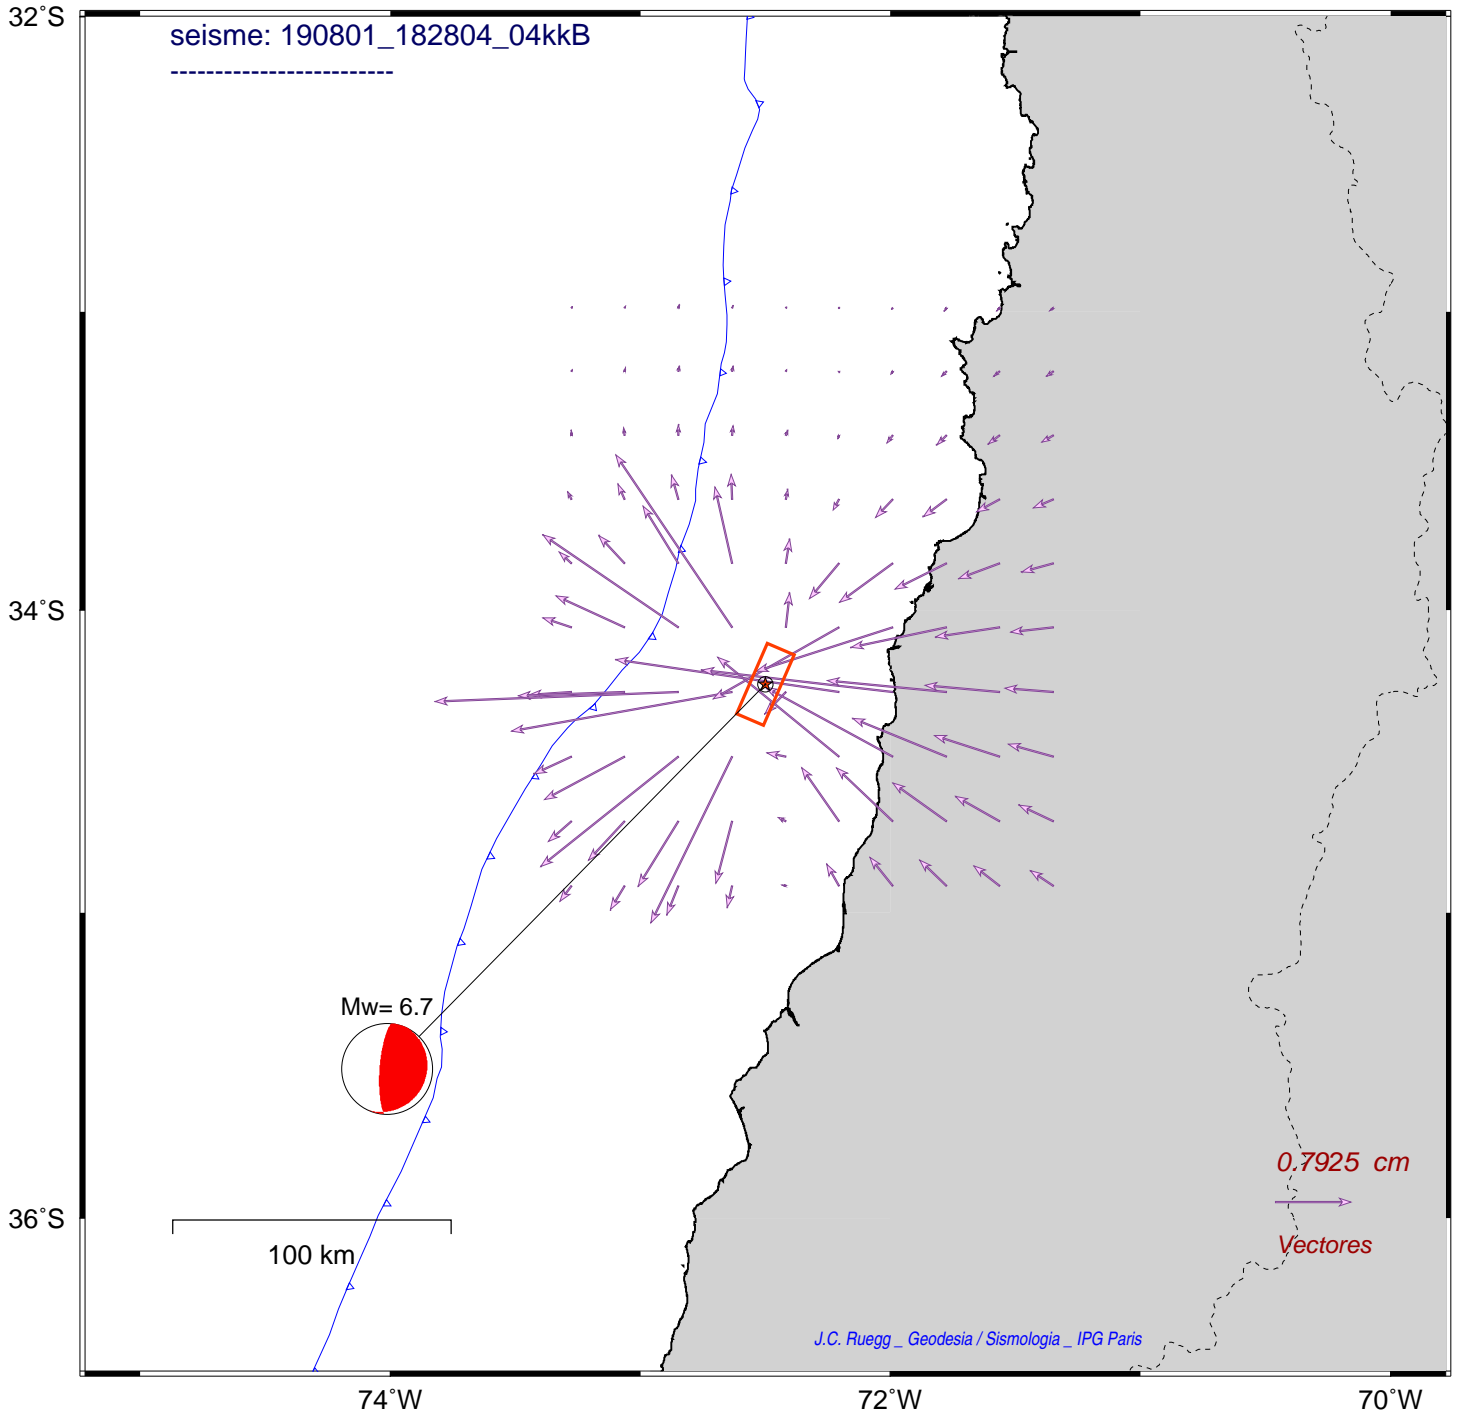 32°S
seisme: 190801_182804_04kkB
-------------------------
34°S
Mw= 6.7
0.7925 cm
36°S
100 km
Vectores
J.C. Ruegg _ Geodesia / Sismologia _ IPG Paris
74°W
72°W
70°W